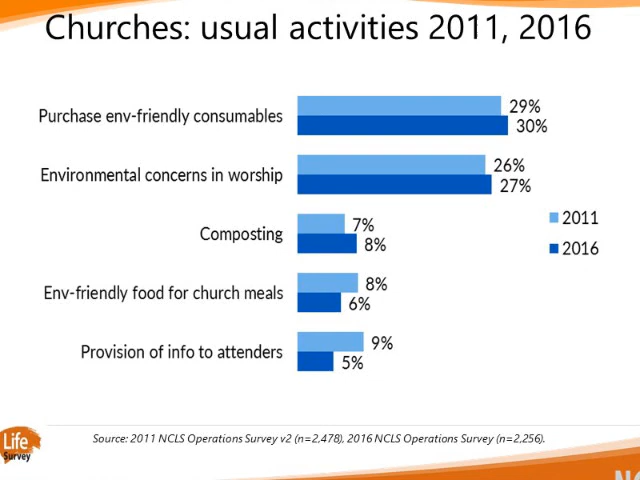 Churches: usual activities 2011, 2016
Purchase env-friendly consumables
29%
30%
Environmental concerns in worship
26%
27%
Composting
7%
8%
Env-friendly food for church meals
8%
6%
Provision of info to attenders
9%
5%
2011
2016
Source: 2011 NCLS Operations Survey v2 (n=2,478), 2016 NCLS Operations Survey (n=2,256).
Life
Survey